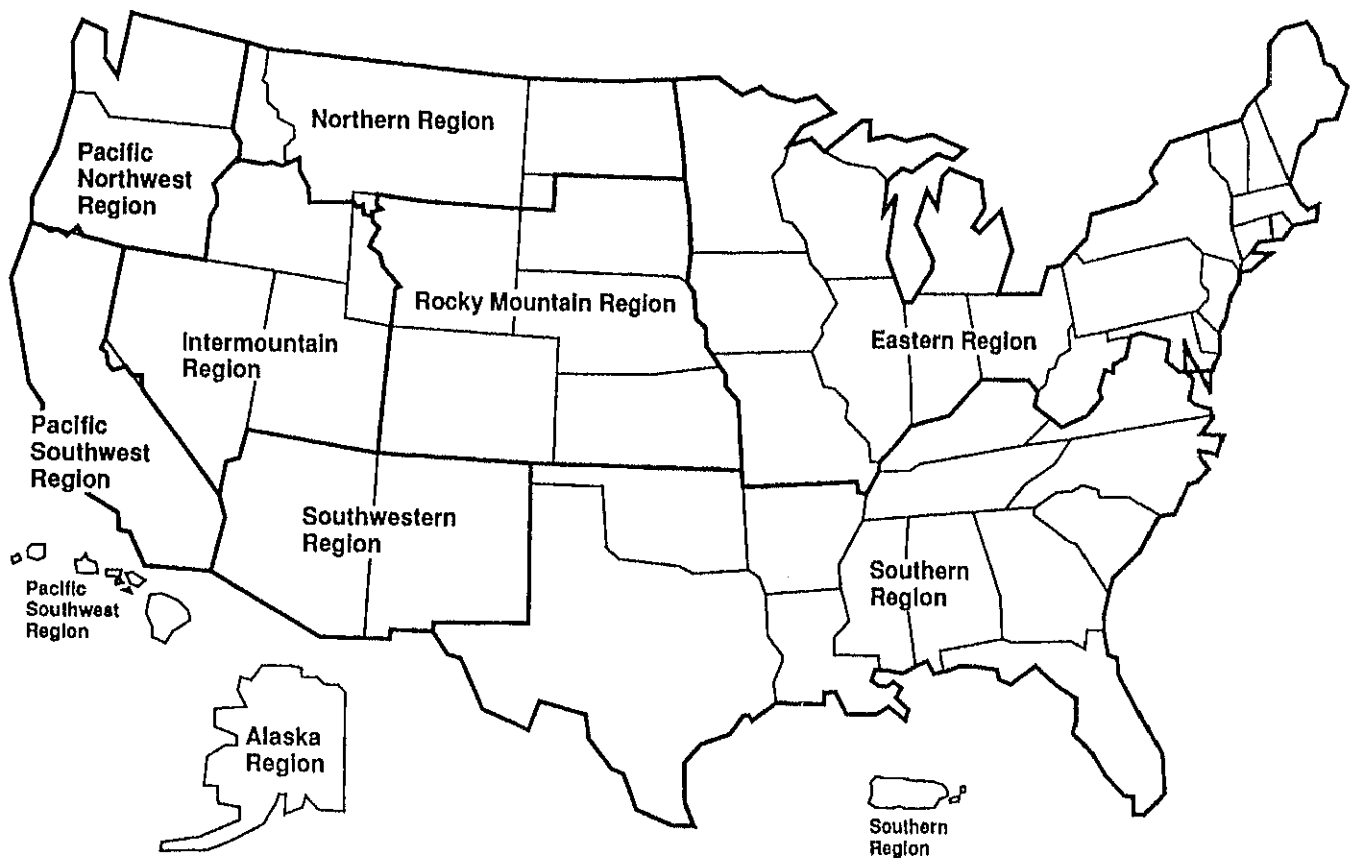 Northern Region
Pacific
Northwest
Region
Rocky Mountain Region
Intermountain
Region
Eastern Region
Pacific
Southwest
Region
Southwestern
Region
Southern
Region
Pacific
Southwest
Region
Alaska
Region
Southern
Region